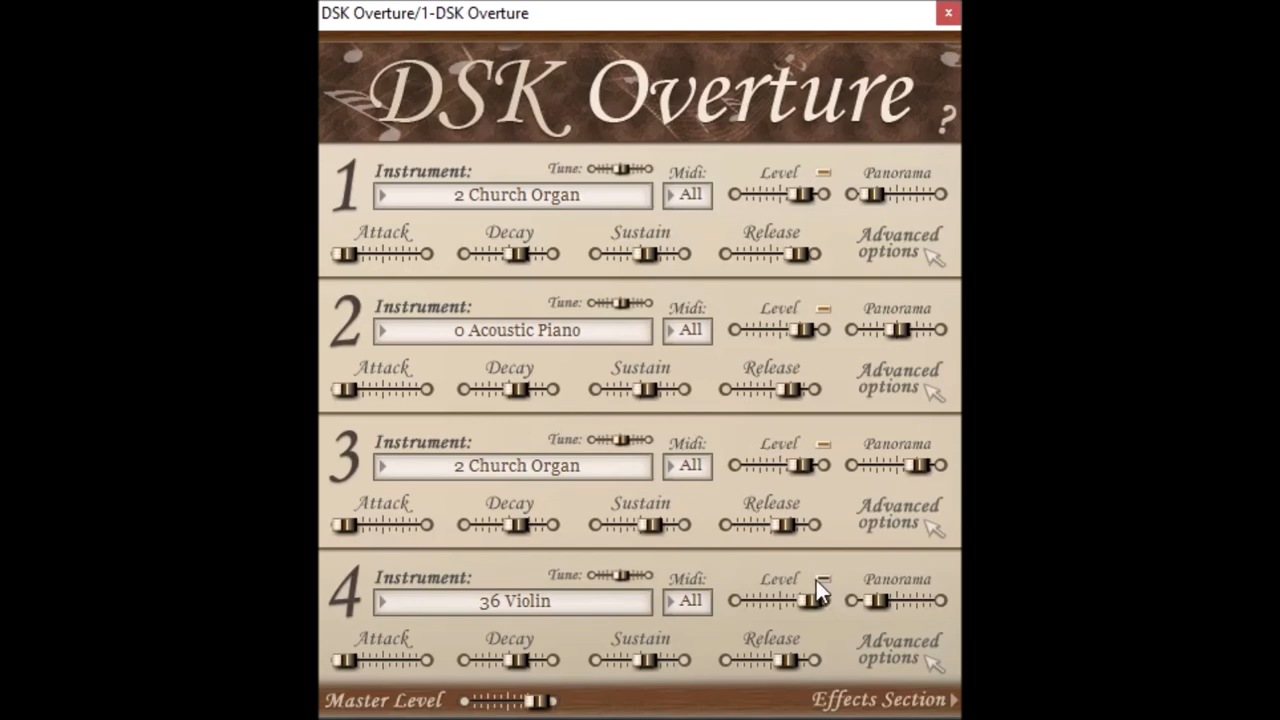 DSK Overture/1-DSK Overture
x
DSK Overture
?
1 Instrument: Tune: Midi: Level Panorama
2 Church Organ All
Attack Decay Sustain Release Advanced options
2 Instrument: Tune: Midi: Level Panorama
0 Acoustic Piano All
Attack Decay Sustain Release Advanced options
3 Instrument: Tune: Midi: Level Panorama
2 Church Organ All
Attack Decay Sustain Release Advanced options
4 Instrument: Tune: Midi: Level Panorama
36 Violin All
Attack Decay Sustain Release Advanced options
Master Level Effects Section